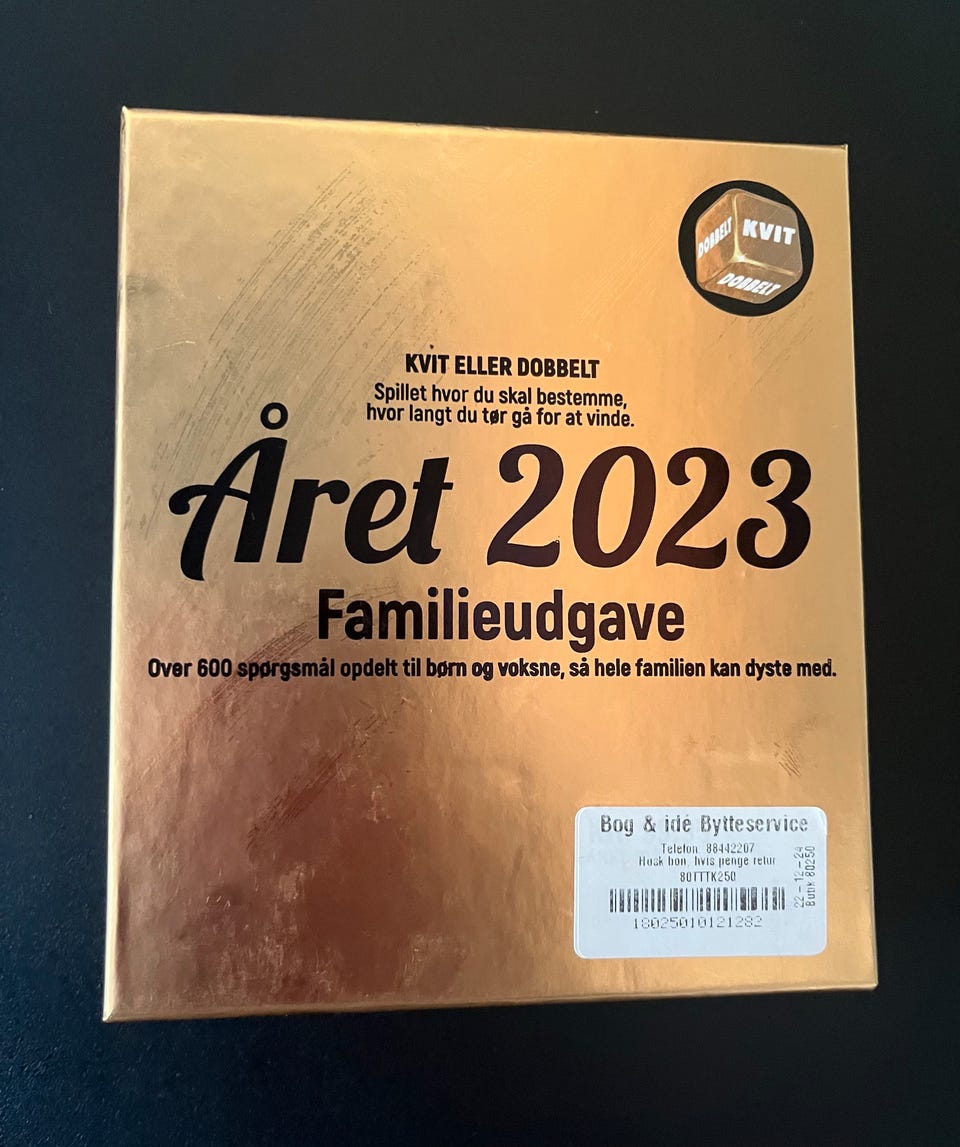 DOBBELT
KVIT
DOBBELT
KVIT ELLER DOBBELT
Spillet hvor du skal bestemme,
hvor langt du tør gå for at vinde.
Året 2023
Familieudgave
Over 600 spørgsmål opdelt til børn og voksne, så hele familien kan dyste med.
Bog & idé Bytteservice
Telefon 88442207
Husk bon, hvis penge retur
80TTTK250
18025010121282
22-12-24
Butik 80250